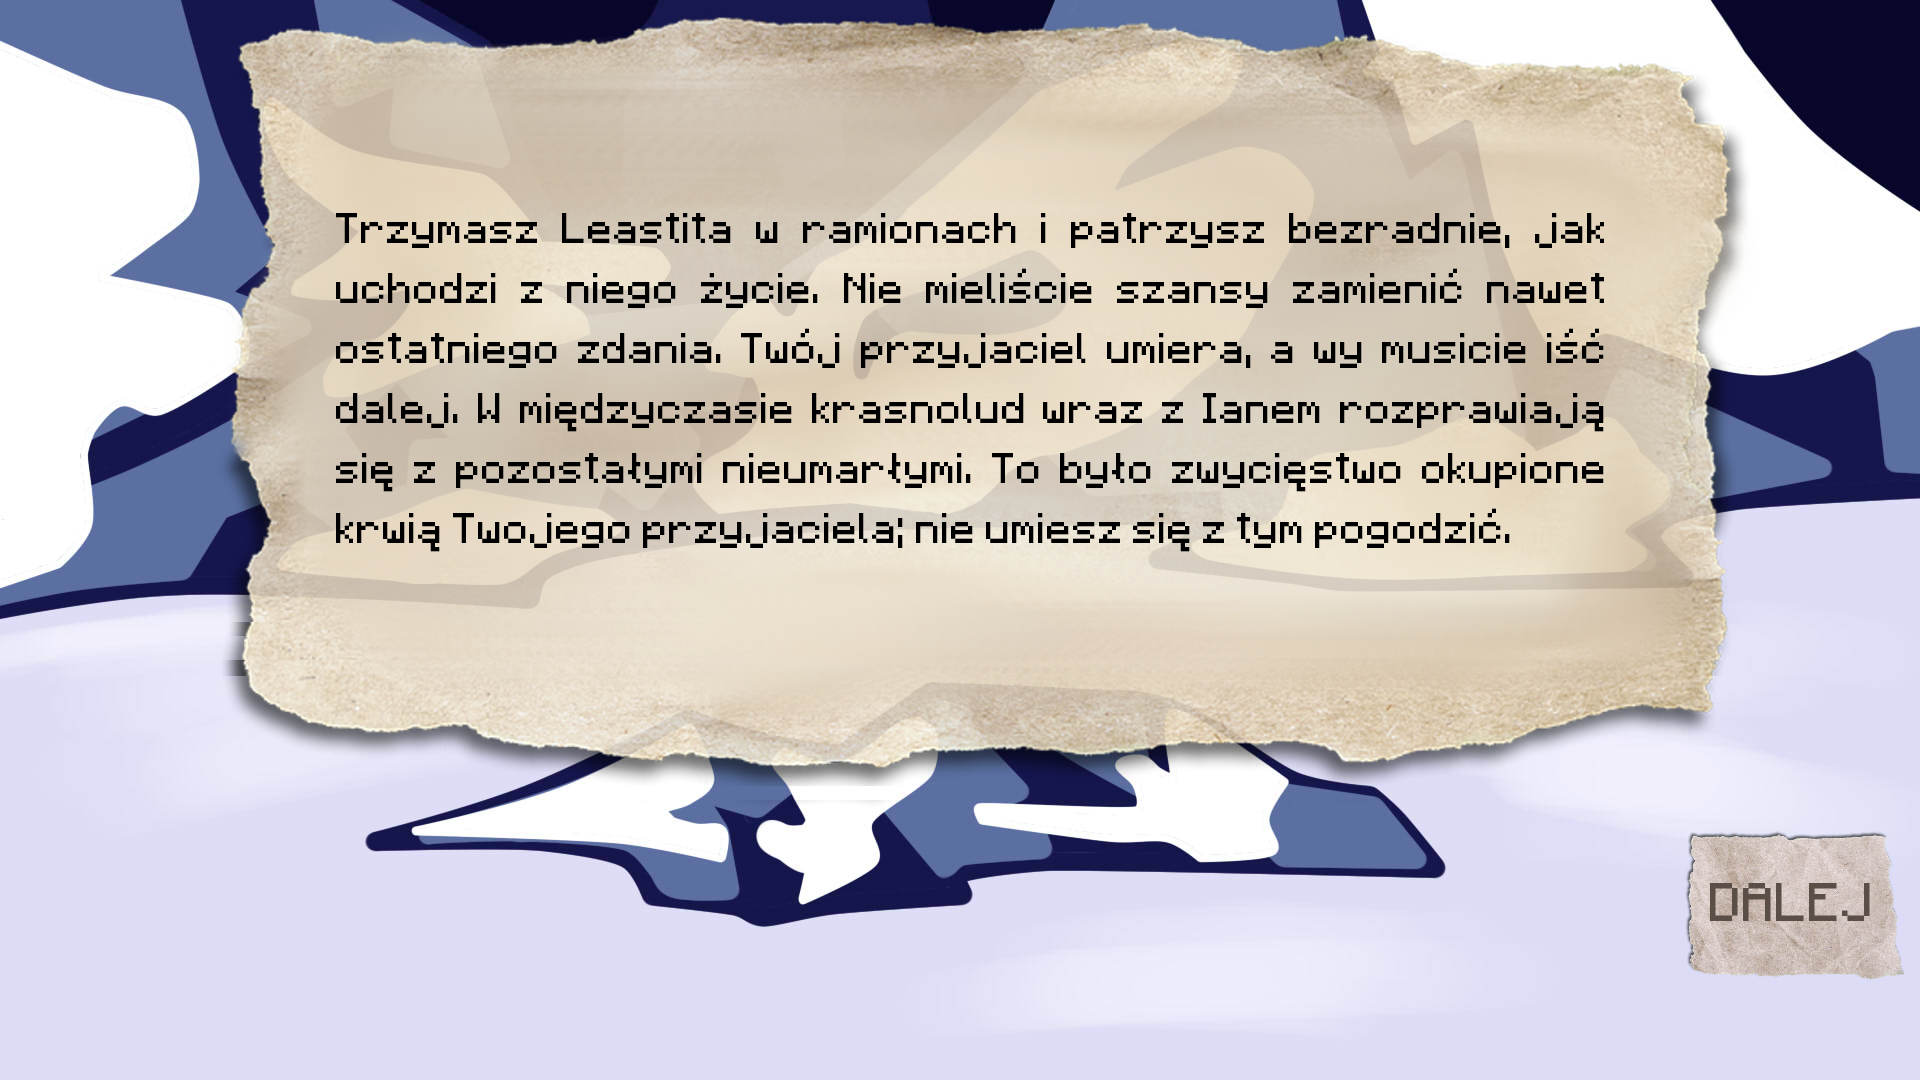 Trzymasz Leastita w ramionach i patrzysz bezradnie, jak
uchodzi z niego życie. Nie mieliście szansy zamienić nawet
ostatniego zdania. Twój przyjaciel umiera, a wy musicie iść
dalej. W międzyczasie krasnolud wraz z Ianem rozprawiają
się z pozostałymi nieumarłymi. To było zwycięstwo okupione
krwią Twojego przyjaciela; nie umiesz się z tym pogodzić.
DALEJ